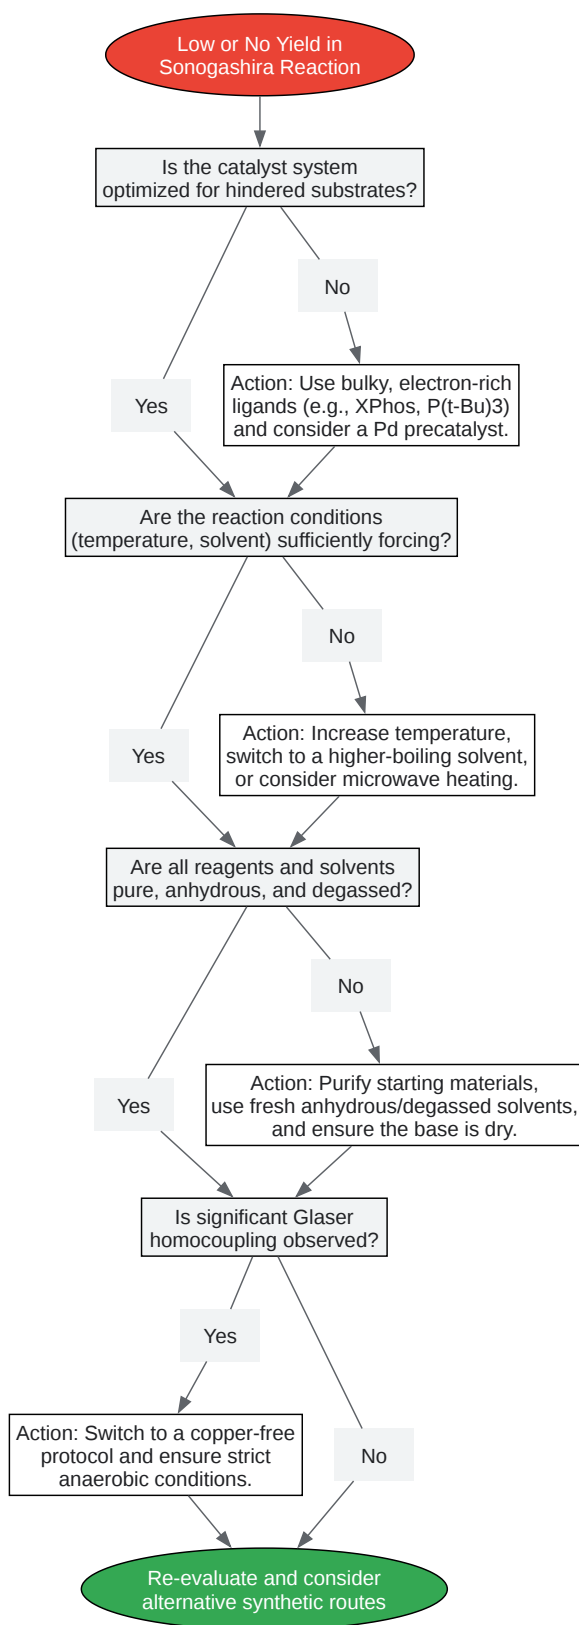 Low or No Yield in
Sonogashira Reaction
Is the catalyst system
optimized for hindered substrates?
No
Yes
Action: Use bulky, electron-rich
ligands (e.g., XPhos, P(t-Bu)3)
and consider a Pd precatalyst.
Are the reaction conditions
(temperature, solvent) sufficiently forcing?
No
Yes
Action: Increase temperature,
switch to a higher-boiling solvent,
or consider microwave heating.
Are all reagents and solvents
pure, anhydrous, and degassed?
No
Yes
Action: Purify starting materials,
use fresh anhydrous/degassed solvents,
and ensure the base is dry.
Is significant Glaser
homocoupling observed?
Yes
Action: Switch to a copper-free
protocol and ensure strict
anaerobic conditions.
No
Re-evaluate and consider
alternative synthetic routes